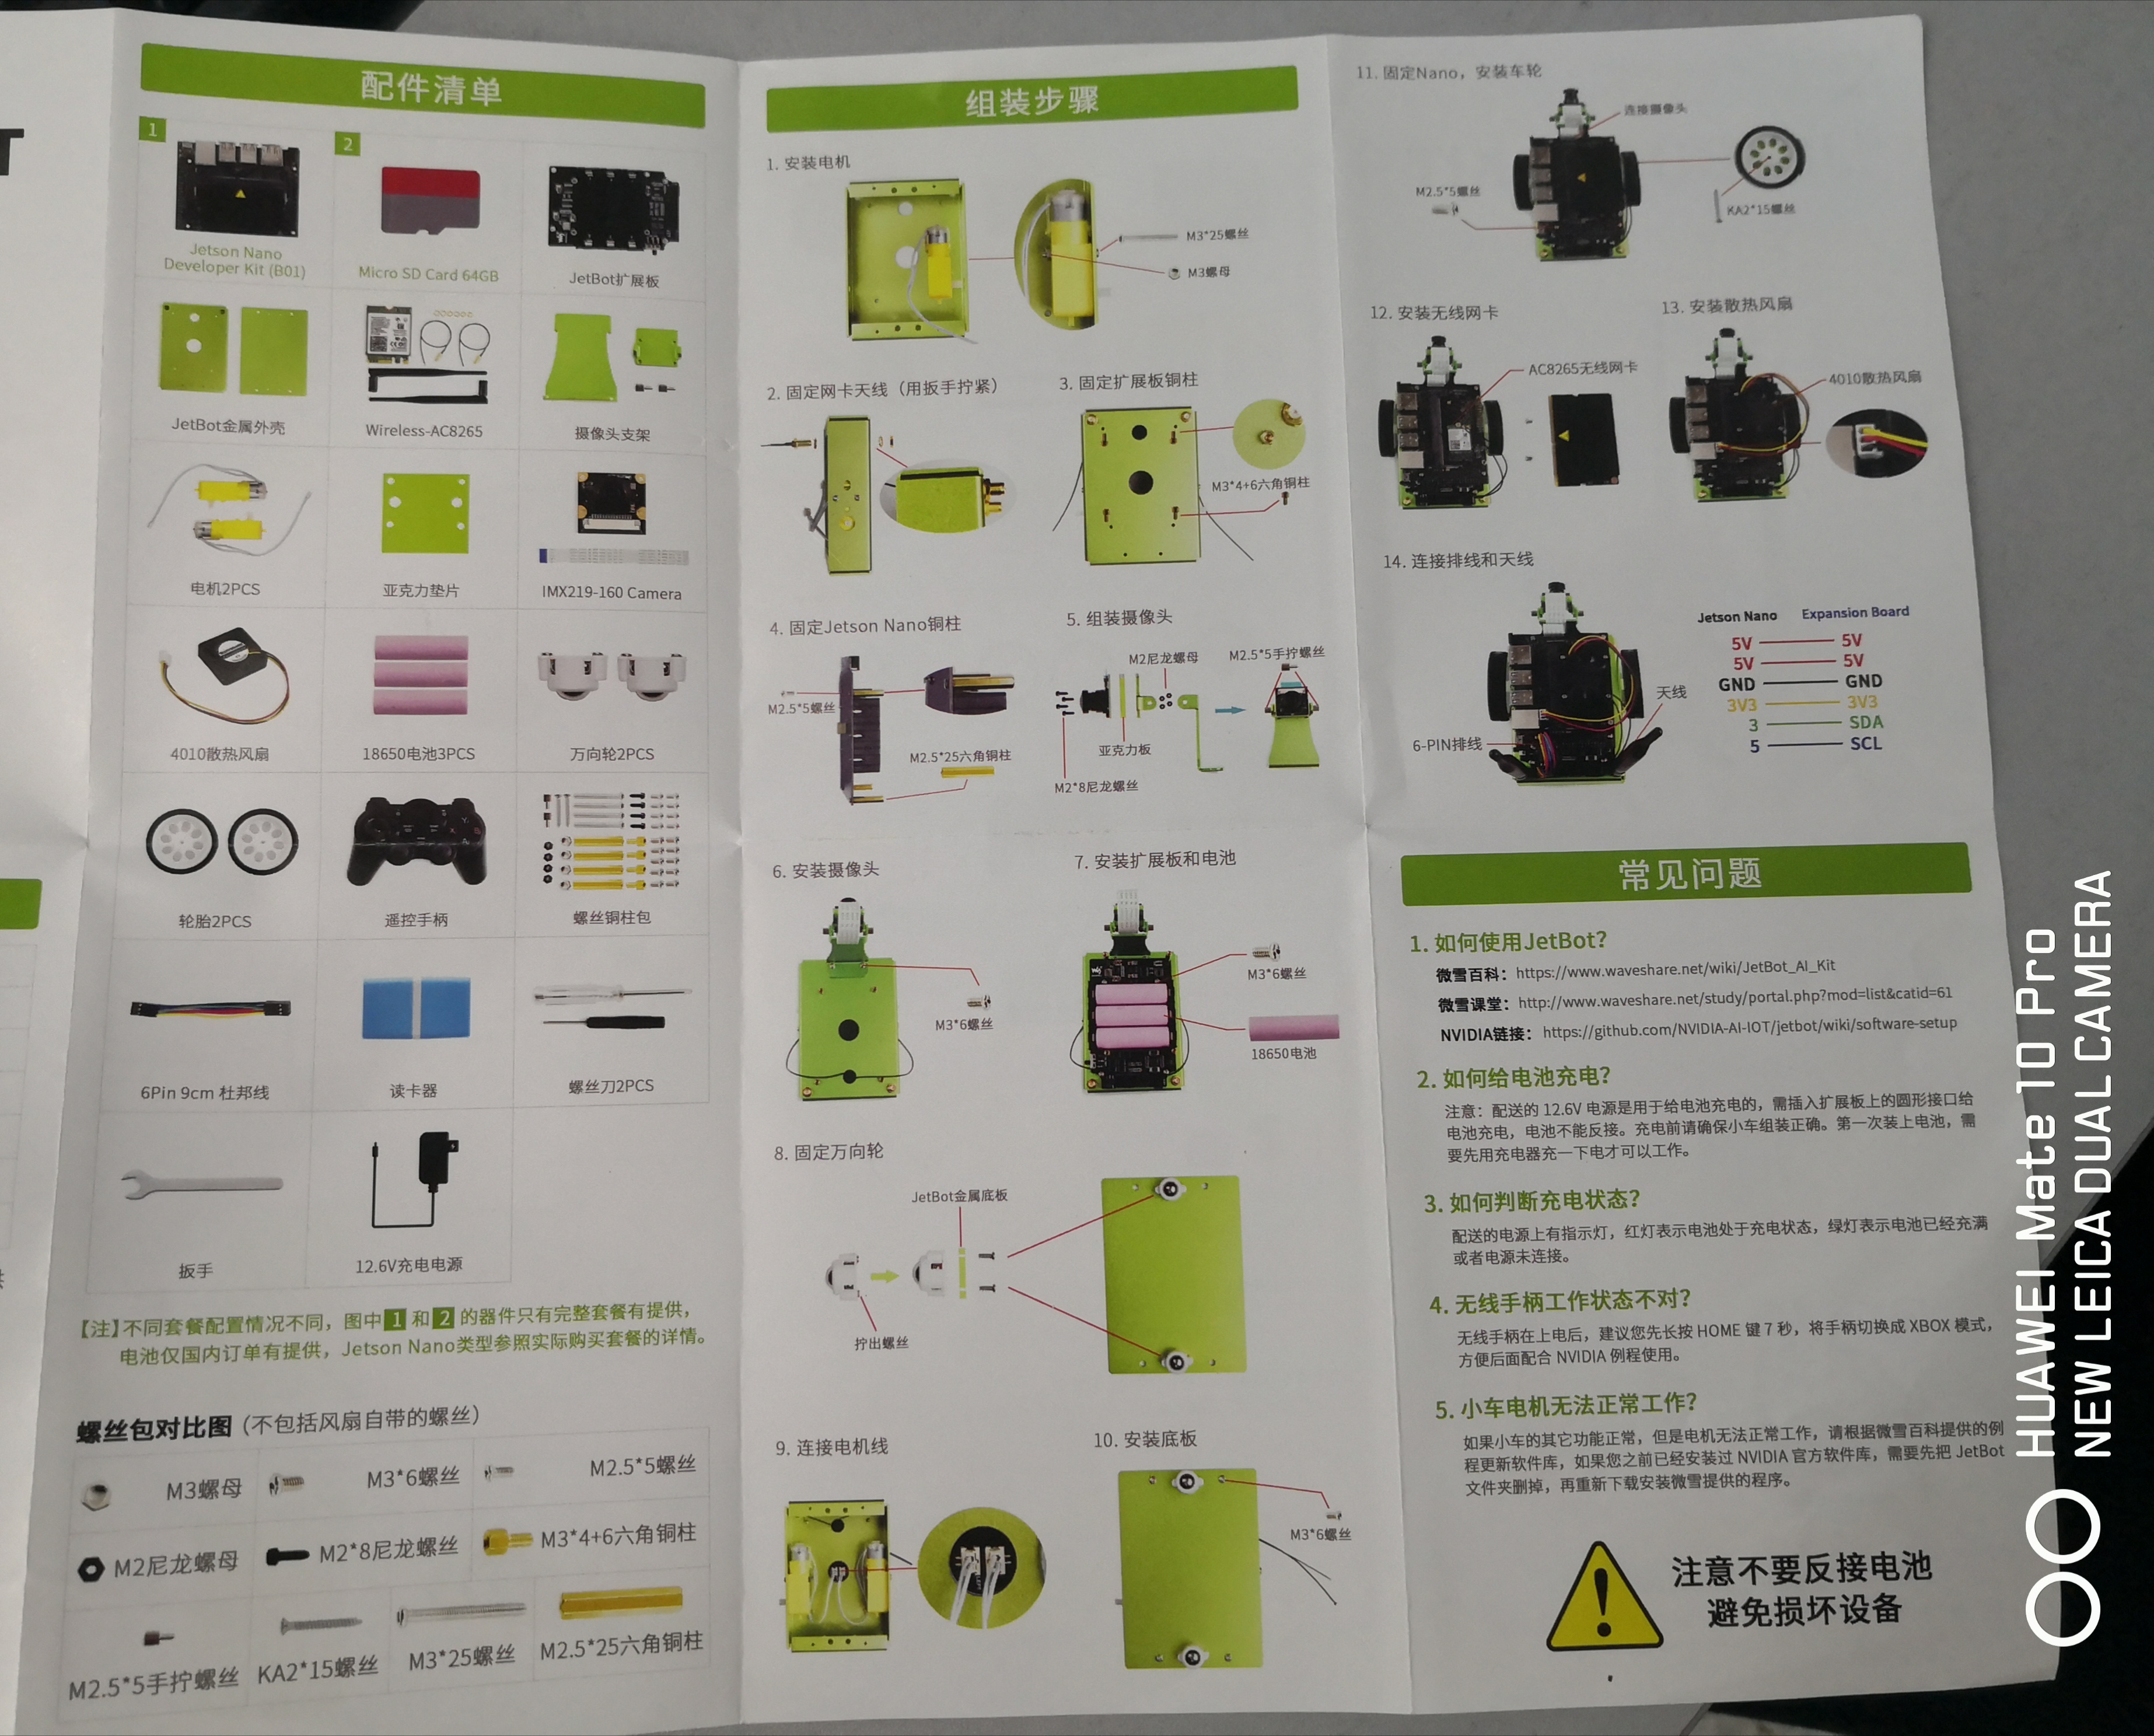 T
配件清单
1
2
Jetson Nano
Developer Kit (B01)
Micro SD Card 64GB
JetBot扩展板
JetBot金属外壳
Wireless-AC8265
摄像头支架
电机2PCS
亚克力垫片
IMX219-160 Camera
4010散热风扇
18650电池3PCS
万向轮2PCS
轮胎2PCS
遥控手柄
螺丝铜柱包
6Pin 9cm 杜邦线
读卡器
螺丝刀2PCS
扳手
12.6V充电电源
【注】不同套餐配置情况不同，图中 1 和 2 的器件只有完整套餐有提供，
电池仅国内订单有提供，Jetson Nano类型参照实际购买套餐的详情。
螺丝包对比图（不包括风扇自带的螺丝）
M3螺母
M3*6螺丝
M2.5*5螺丝
M2尼龙螺母
M2*8尼龙螺丝
M3*4+6六角铜柱
M2.5*5手拧螺丝
KA2*15螺丝
M3*25螺丝
M2.5*25六角铜柱
组装步骤
1. 安装电机
M3*25螺丝
M3螺母
2. 固定网卡天线（用扳手拧紧）
3. 固定扩展板铜柱
M3*4+6六角铜柱
4. 固定Jetson Nano铜柱
M2.5*5螺丝
M2.5*25六角铜柱
5. 组装摄像头
M2尼龙螺母
M2.5*5手拧螺丝
亚克力板
M2*8尼龙螺丝
6. 安装摄像头
M3*6螺丝
7. 安装扩展板和电池
M3*6螺丝
18650电池
8. 固定万向轮
JetBot金属底板
拧出螺丝
9. 连接电机线
10. 安装底板
M3*6螺丝
11. 固定Nano，安装车轮
连接摄像头
M2.5*5螺丝
KA2*15螺丝
12. 安装无线网卡
AC8265无线网卡
13. 安装散热风扇
4010散热风扇
14. 连接排线和天线
天线
6-PIN排线
Jetson Nano Expansion Board
5V 5V
5V 5V
GND GND
3V3 3V3
3 SDA
5 SCL
常见问题
1. 如何使用JetBot？
微雪百科：https://www.waveshare.net/wiki/JetBot_AI_Kit
微雪课堂：http://www.waveshare.net/study/portal.php?mod=list&catid=61
NVIDIA链接：https://github.com/NVIDIA-AI-IOT/jetbot/wiki/software-setup
2. 如何给电池充电？
注意：配送的 12.6V 电源是用于给电池充电的，需插入扩展板上的圆形接口给
电池充电，电池不能反接。充电前请确保小车组装正确。第一次装上电池，需
要先用充电器充一下电才可以工作。
3. 如何判断充电状态？
配送的电源上有指示灯，红灯表示电池处于充电状态，绿灯表示电池已经充满
或者电源未连接。
4. 无线手柄工作状态不对？
无线手柄在上电后，建议您先长按 HOME 键 7 秒，将手柄切换成 XBOX 模式，
方便后面配合 NVIDIA 例程使用。
5. 小车电机无法正常工作？
如果小车的其它功能正常，但是电机无法正常工作，请根据微雪百科提供的例
程更新软件库，如果您之前已经安装过 NVIDIA 官方软件库，需要先把 JetBot
文件夹删掉，再重新下载安装微雪提供的程序。
注意不要反接电池
避免损坏设备
HUAWEI Mate 10 Pro
NEW LEICA DUAL CAMERA